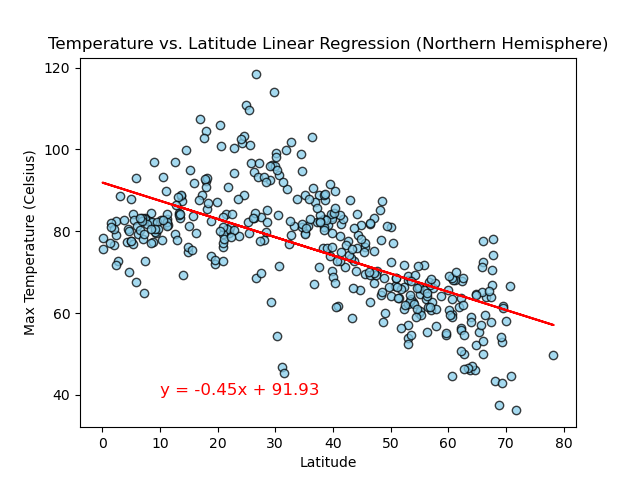 Temperature vs. Latitude Linear Regression (Northern Hemisphere)
120
100
80
60
40
Max Temperature (Celsius)
y = -0.45x + 91.93
0 10 20 30 40 50 60 70 80
Latitude